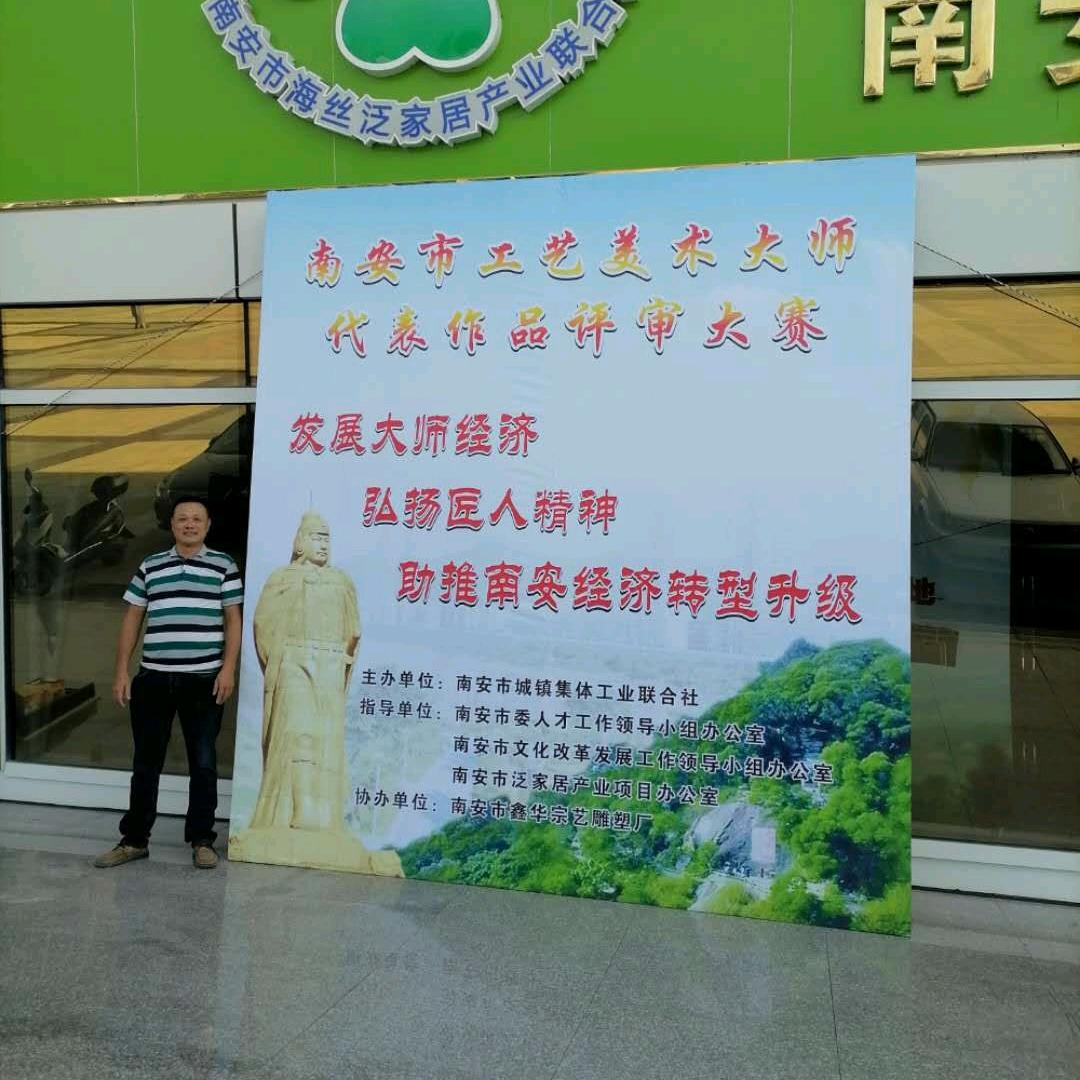 南安市海丝泛家居产业联合
南
南安市工艺美术大师
代表作品评审大赛
发展大师经济
弘扬匠人精神
助推南安经济转型升级
主办单位：南安市城镇集体工业联合社
指导单位：南安市委人才工作领导小组办公室
南安市文化改革发展工作领导小组办公室
南安市泛家居产业项目办公室
协办单位：南安市鑫华宗艺雕塑厂
地